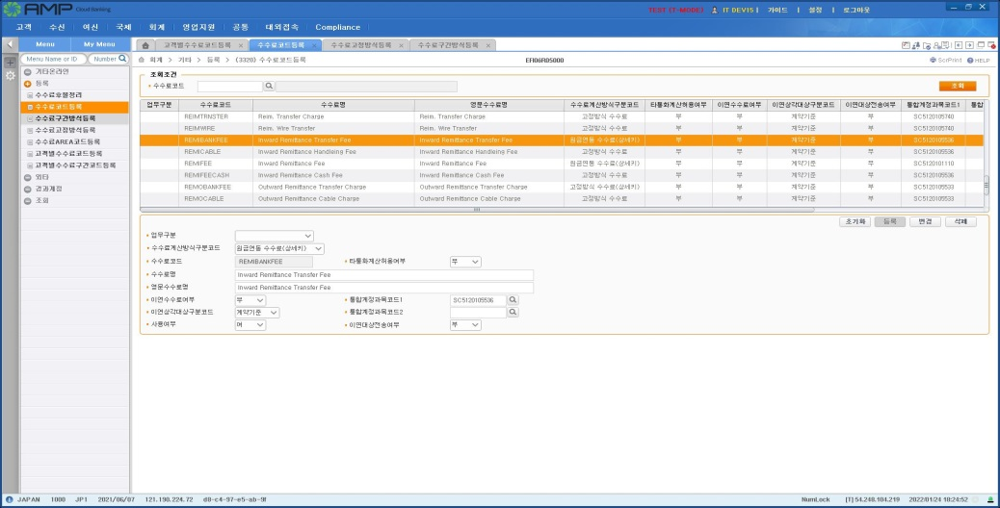 AMP CloudBanking
TEST (T-MODE) IT DEV15 | 가이드 | 설정 | 로그아웃
고객 수신 여신 국제 회계 영업지원 공통 대외접속 Compliance
Menu My Menu
고객별수수료코드등록 × 수수료코드등록 × 수수료고정방식등록 × 수수료구간방식등록 ×
Menu Name or ID Number
회계 > 기타 > 등록 > (3320) 수수료코드등록 EFI06R05000 ScrPrint HELP
기타온라인
등록
수수료코드등록
수수료구간방식등록
수수료고정방식등록
수수료AREA코드등록
고객별수수료코드등록
고객별수수료구간코드등록
조회
조회조건
수수료코드 조회
업무구분 수수료코드 수수료명 영문수수료명 수수료계산방식구분코드 타통화계산허용여부 이연수수료여부 이연상각대상구분코드 이연대상전송여부 통합계정과목코드1 통합
REIMTRNSTER Reim. Transfer Charge Reim. Transfer Charge 고정방식 수수료 부 부 계약기준 부 SC5120105740
REIMWIRE Reim. Wire Transfer Reim. Wire Transfer 고정방식 수수료 부 부 계약기준 부 SC5120105740
REMIBANKFEE Inward Remittance Transfer Fee Inward Remittance Transfer Fee 원금연동 수수료(상세키) 부 부 계약기준 부 SC5120105536
REMICABLE Inward Remittance Handleing Fee Inward Remittance Handleing Fee 고정방식 수수료 부 부 계약기준 부 SC5120105536
REMIFEE Inward Remittance Fee Inward Remittance Fee 원금연동 수수료(상세키) 부 부 계약기준 부 SC5120101110
REMIFEECASH Inward Remittance Cash Fee Inward Remittance Cash Fee 고정방식 수수료 부 부 계약기준 부 SC5120105536
REMOBANKFEE Outward Remittance Transfer Charge Outward Remittance Transfer Charge 고정방식 수수료 부 부 계약기준 부 SC5120105533
REMOCABLE Outward Remittance Cable Charge Outward Remittance Cable Charge 고정방식 수수료 부 부 계약기준 부 SC5120105533
초기화 등록 변경 삭제
업무구분
수수료계산방식구분코드 원금연동 수수료(상세키)
수수료코드 REMIBANKFEE 타통화계산허용여부 부
수수료명 Inward Remittance Transfer Fee
영문수수료명 Inward Remittance Transfer Fee
이연수수료여부 부 통합계정과목코드1 SC5120105536
이연상각대상구분코드 계약기준 통합계정과목코드2
사용여부 여 이연대상전송여부 부
JAPAN 1000 JP1 2021/06/07 121.190.224.72 d0-c4-97-e5-ab-9f NumLock [T] 54.248.104.219 2022/01/24 18:24:52